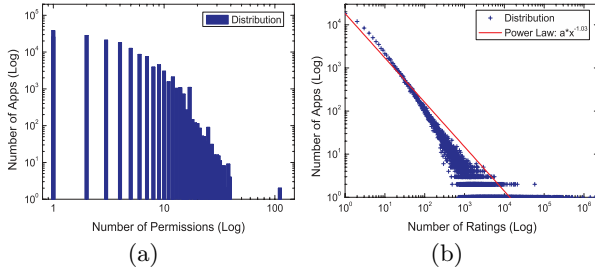 Distribution
10^5
10^4
10^3
10^2
10^1
10^0
Number of Apps (Log)
1
10
100
Number of Permissions (Log)
(a)
Distribution
Power Law: a*x^-1.03
10^4
10^3
10^2
10^1
10^0
Number of Apps (Log)
10^0
10^1
10^2
10^3
10^4
10^5
10^6
Number of Ratings (Log)
(b)